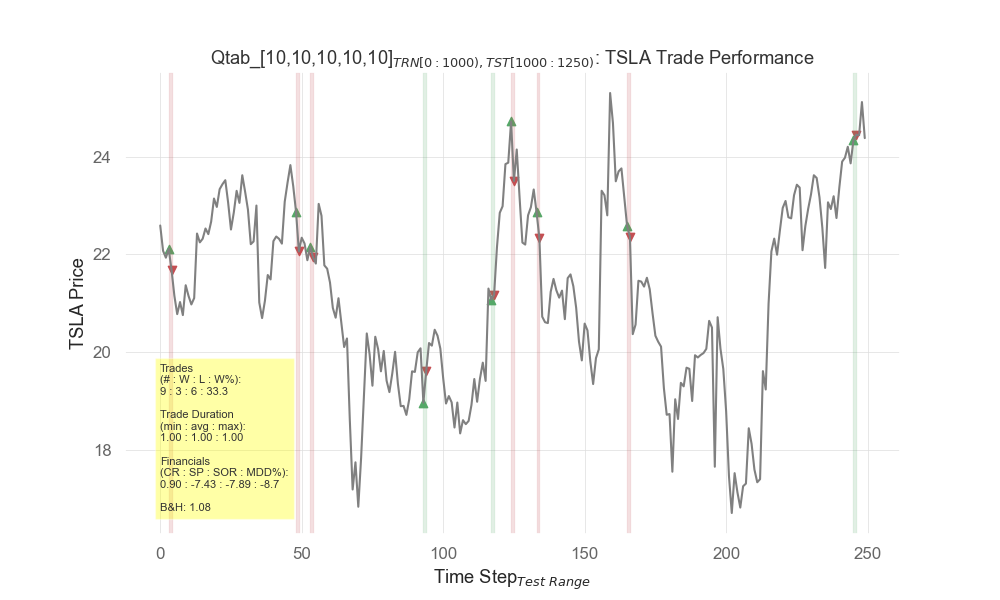 Qtab_[10,10,10,10,10]TRN[0 : 1000), TST[1000 : 1250): TSLA Trade Performance
TSLA Price
24
22
20
18
Trades
(# : W : L : W%):
9 : 3 : 6 : 33.3
Trade Duration
(min : avg : max):
1.00 : 1.00 : 1.00
Financials
(CR : SP : SOR : MDD%):
0.90 : -7.43 : -7.89 : -8.7
B&H: 1.08
0 50 100 150 200 250
Time Step Test Range